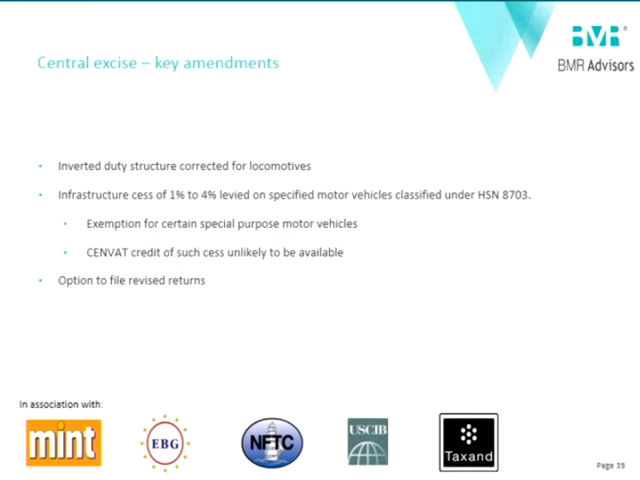 BMR
BMR Advisors
Central excise – key amendments
• Inverted duty structure corrected for locomotives
• Infrastructure cess of 1% to 4% levied on specified motor vehicles classified under HSN 8703.
• Exemption for certain special purpose motor vehicles
• CENVAT credit of such cess unlikely to be available
• Option to file revised returns
In association with:
mint
EBG
NFTC
USCIB
Taxand
Page 35